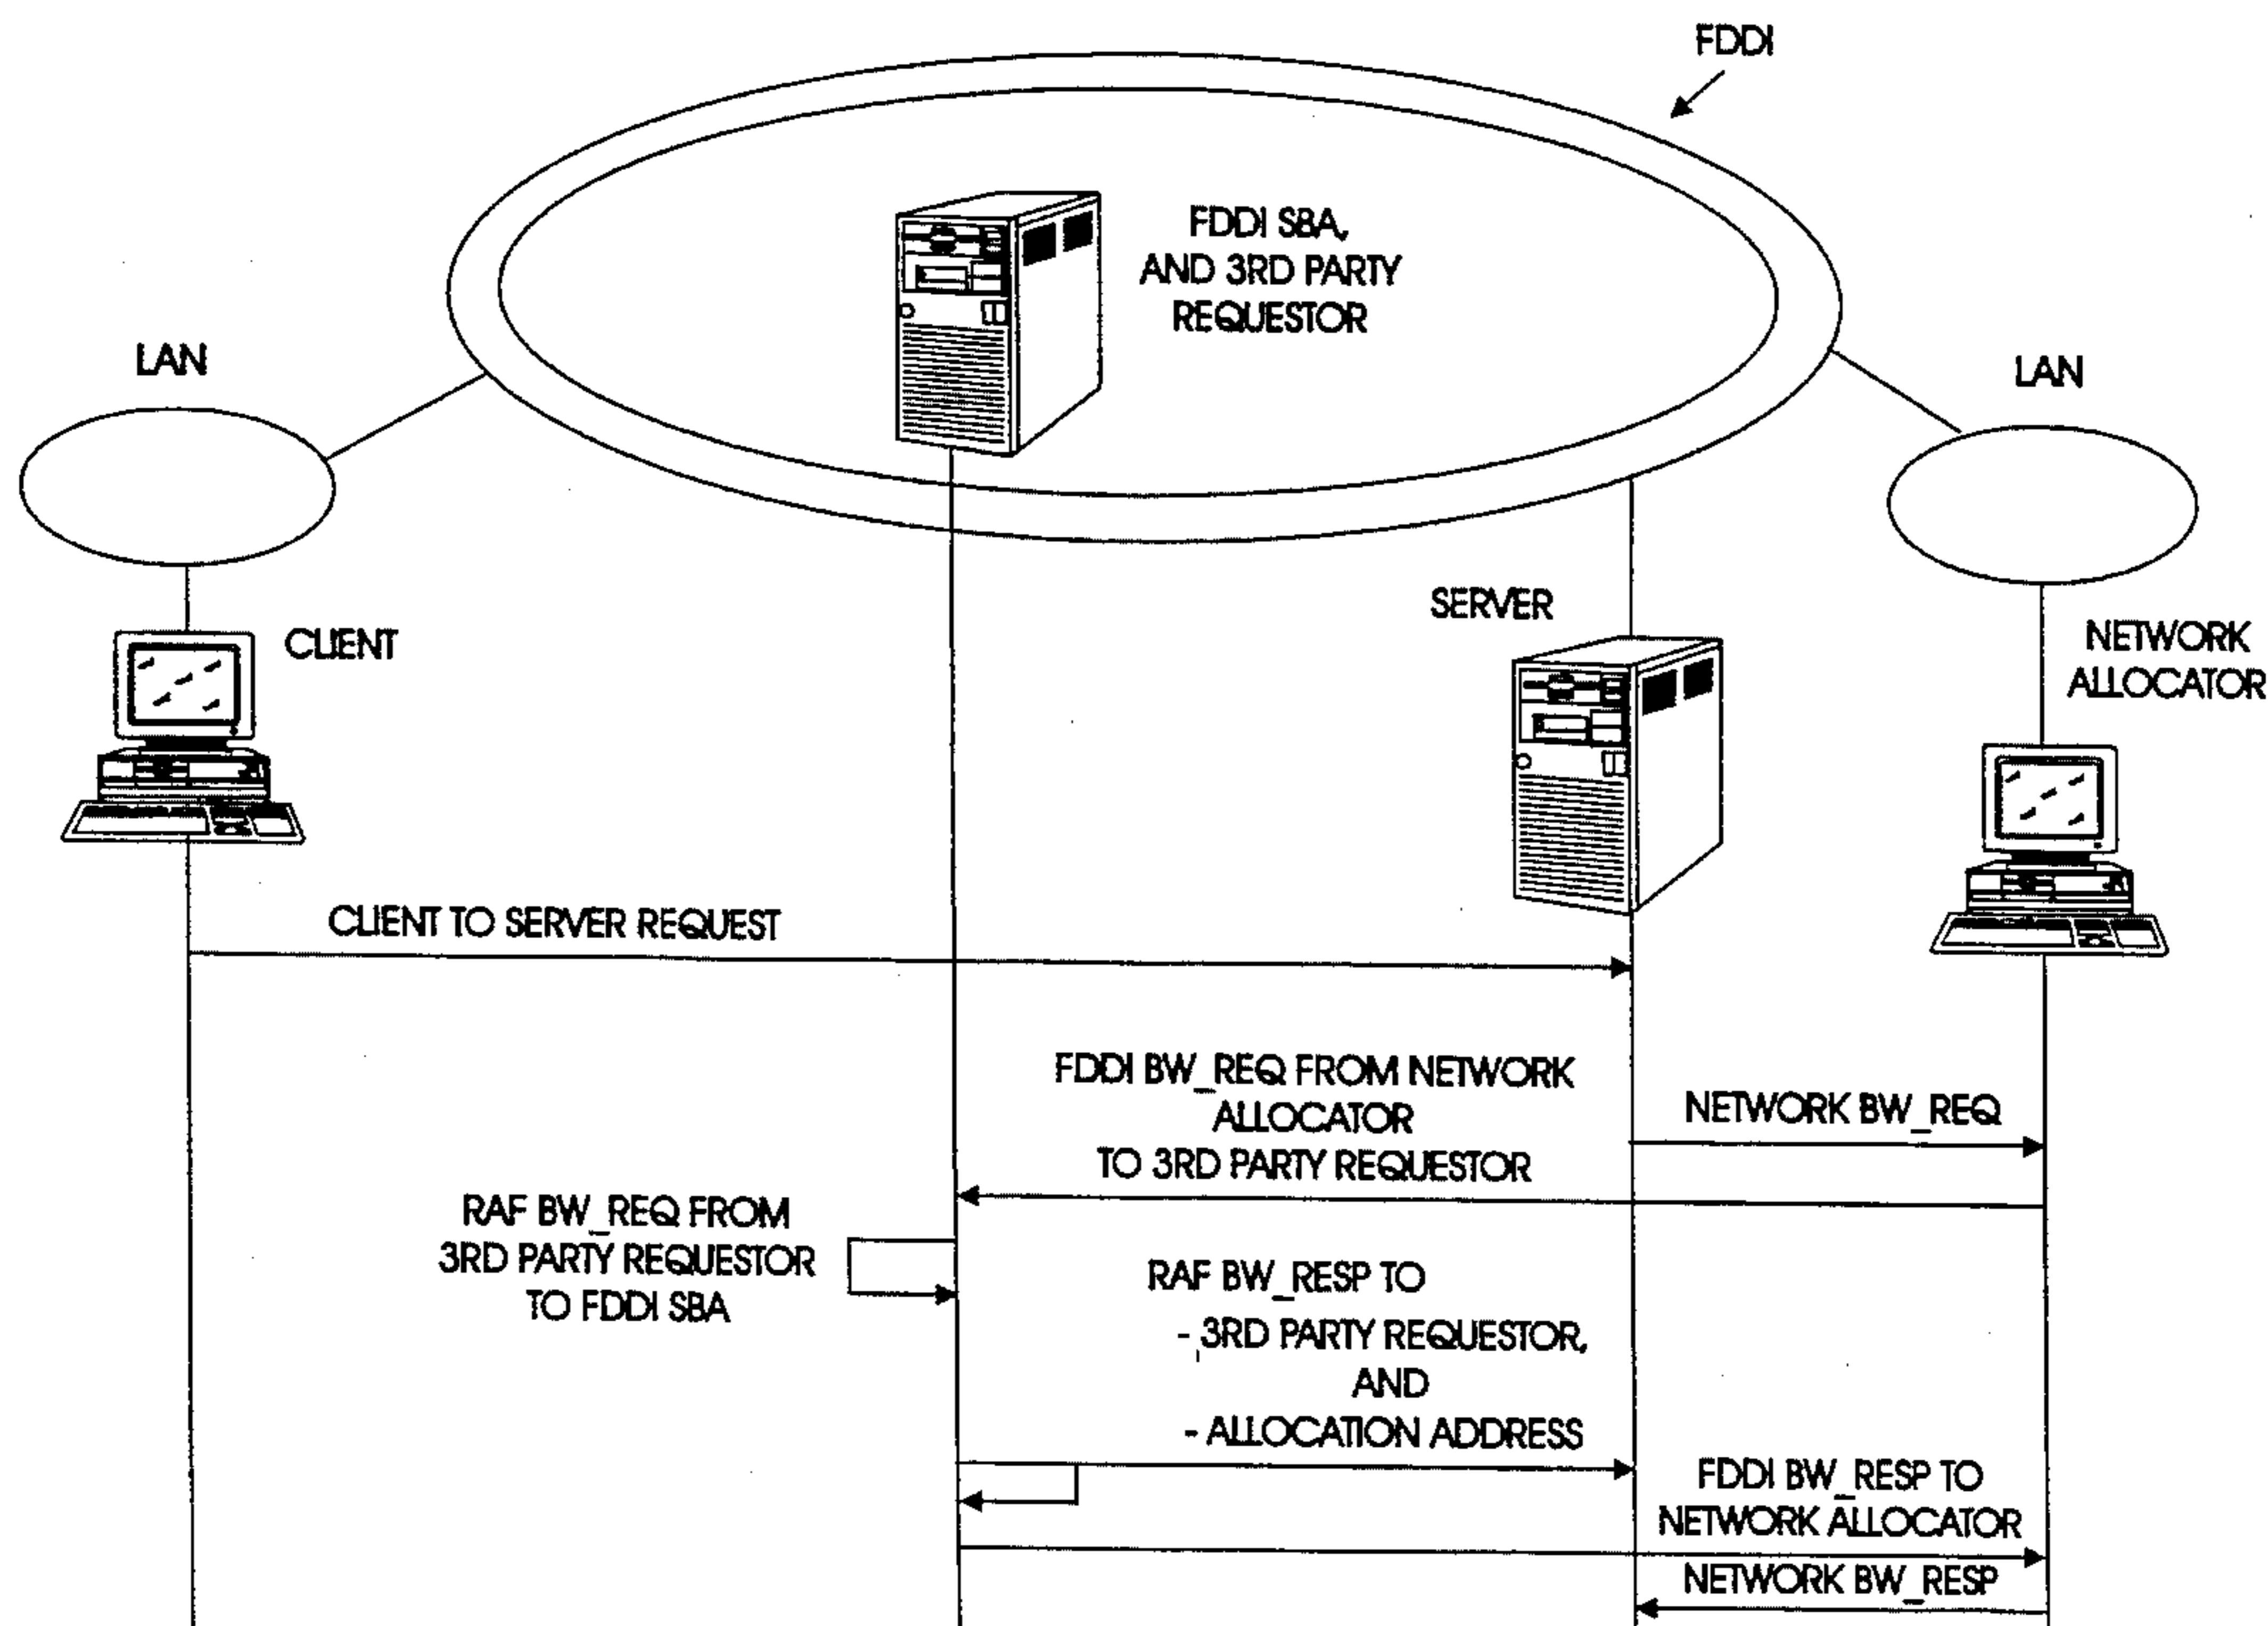 FDDI
FDDI SBA,
AND 3RD PARTY
REQUESTOR
LAN
LAN
CLIENT
SERVER
NETWORK
ALLOCATOR
CLIENT TO SERVER REQUEST
FDDI BW_REQ FROM NETWORK
ALLOCATOR
TO 3RD PARTY REQUESTOR
NETWORK BW_REQ
RAF BW_REQ FROM
3RD PARTY REQUESTOR
TO FDDI SBA
RAF BW_RESP TO
- 3RD PARTY REQUESTOR,
AND
- ALLOCATION ADDRESS
FDDI BW_RESP TO
NETWORK ALLOCATOR
NETWORK BW_RESP